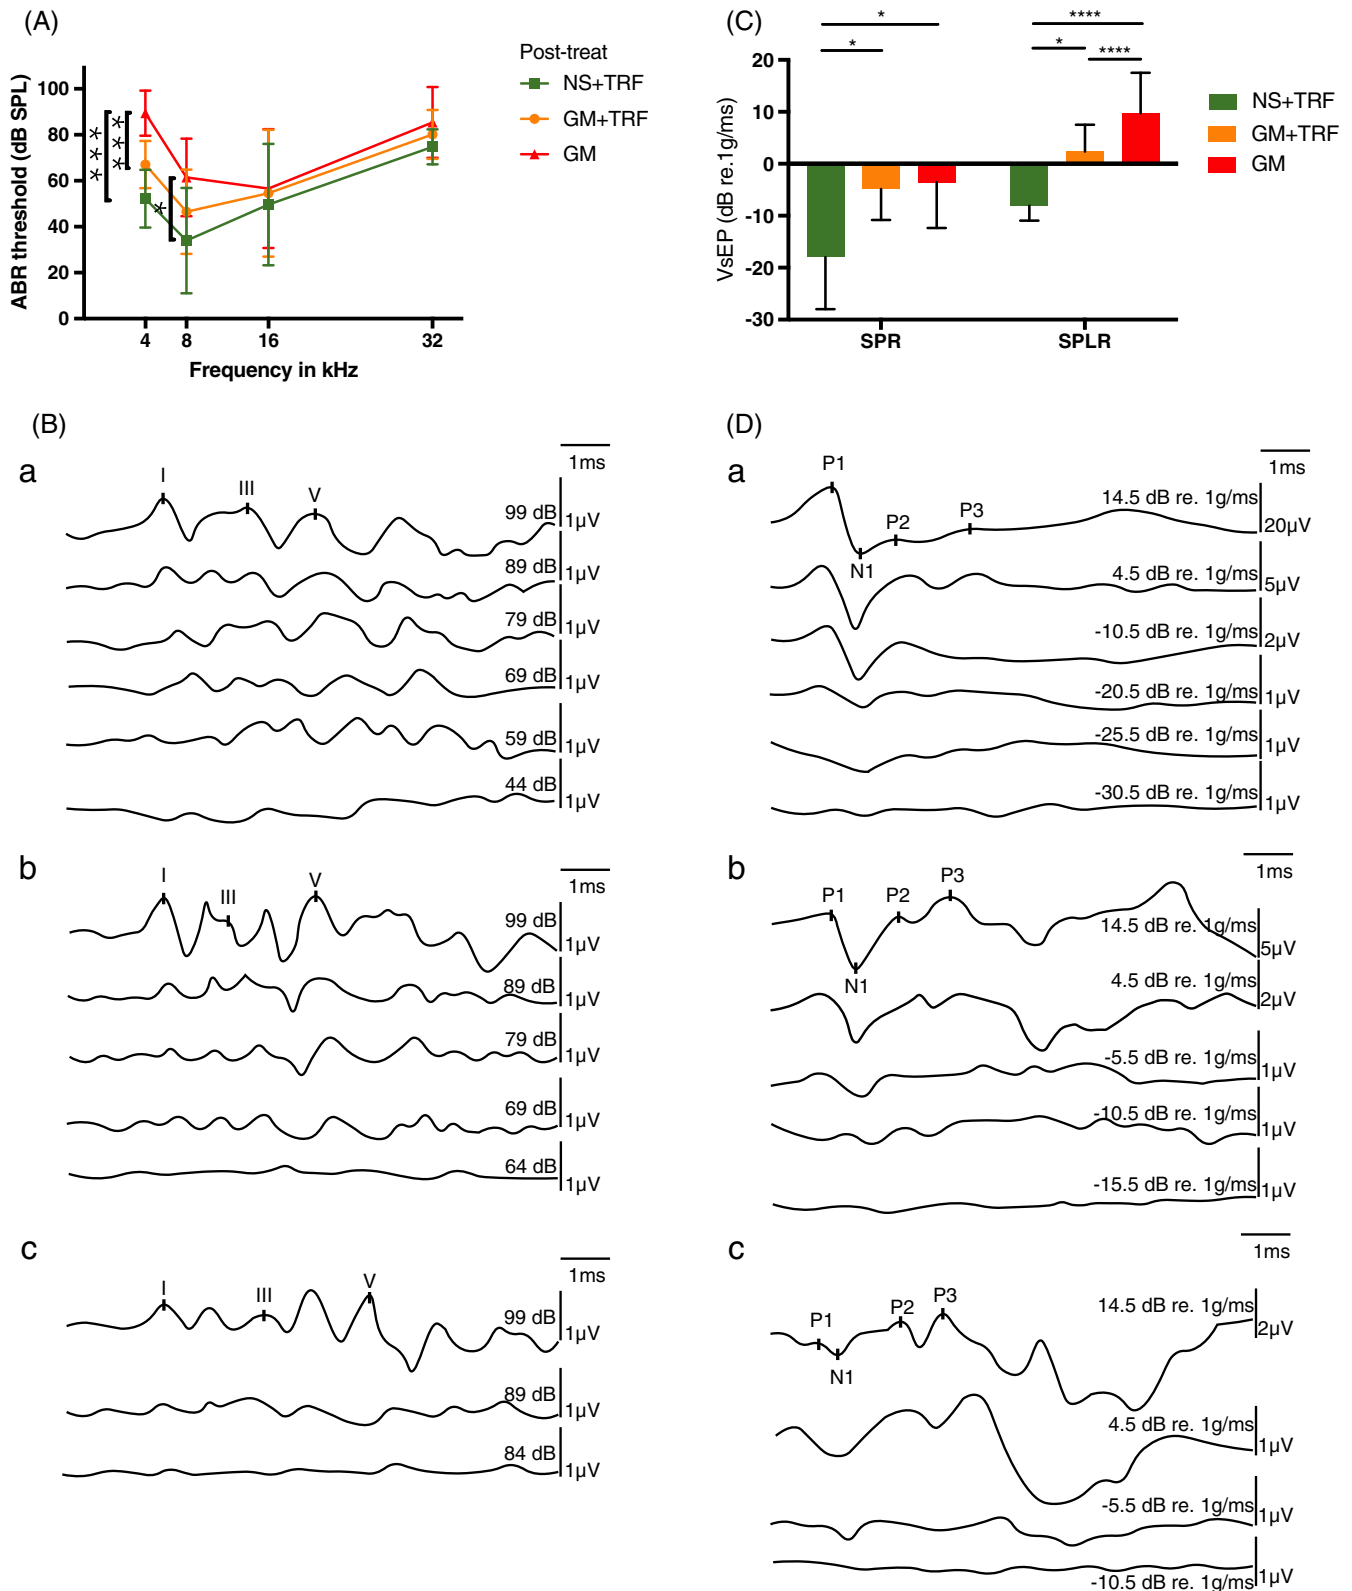 (A)
Post-treat
NS+TRF
GM+TRF
GM
ABR threshold (dB SPL)
100
80
60
40
20
0
***
***
*
4 8 16 32
Frequency in kHz
(C)
* ****
* * ****
VsEP (dB re.1g/ms)
20
10
0
-10
-20
-30
SPR SPLR
NS+TRF
GM+TRF
GM
(B)
a
1ms
I III V
99 dB 1µV
89 dB 1µV
79 dB 1µV
69 dB 1µV
59 dB 1µV
44 dB 1µV
b
1ms
I III V
99 dB 1µV
89 dB 1µV
79 dB 1µV
69 dB 1µV
64 dB 1µV
c
1ms
I III V
99 dB 1µV
89 dB 1µV
84 dB 1µV
(D)
a
1ms
P1 N1 P2 P3
14.5 dB re. 1g/ms 20µV
4.5 dB re. 1g/ms 5µV
-10.5 dB re. 1g/ms 2µV
-20.5 dB re. 1g/ms 1µV
-25.5 dB re. 1g/ms 1µV
-30.5 dB re. 1g/ms 1µV
b
1ms
P1 N1 P2 P3
14.5 dB re. 1g/ms 5µV
4.5 dB re. 1g/ms 2µV
-5.5 dB re. 1g/ms 1µV
-10.5 dB re. 1g/ms 1µV
-15.5 dB re. 1g/ms 1µV
c
1ms
P1 N1 P2 P3
14.5 dB re. 1g/ms 2µV
4.5 dB re. 1g/ms 1µV
-5.5 dB re. 1g/ms 1µV
-10.5 dB re. 1g/ms 1µV